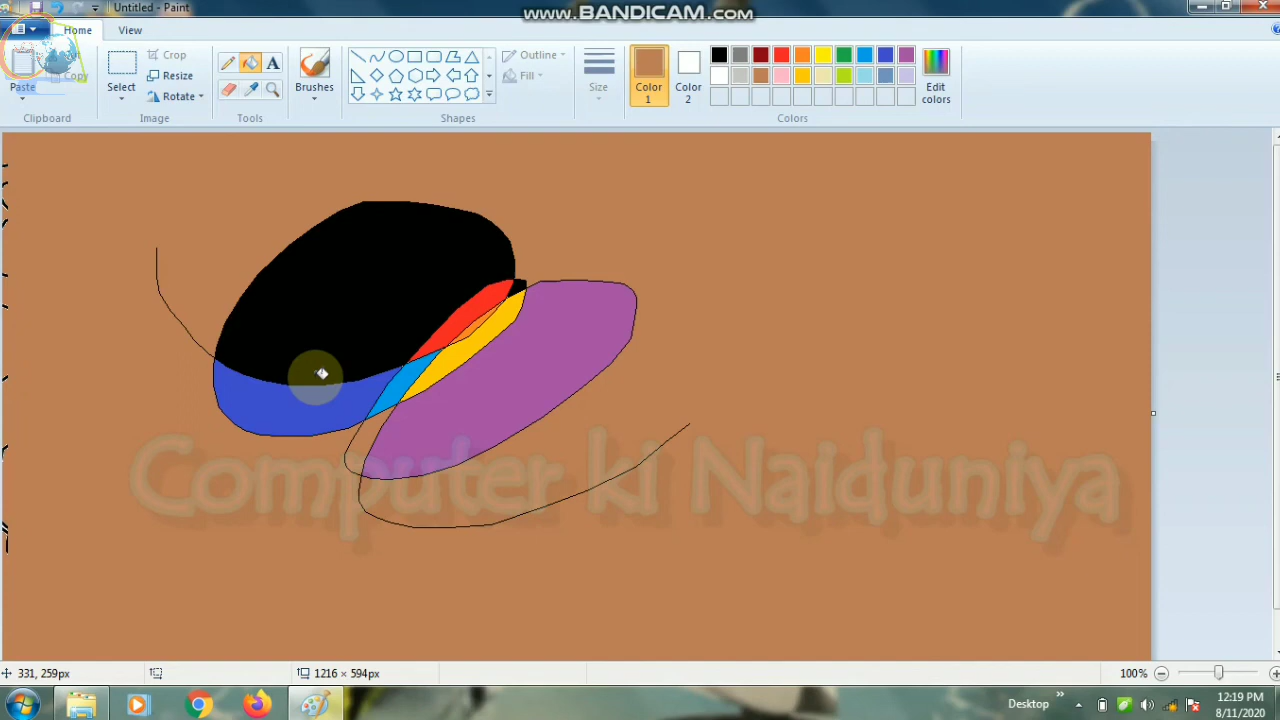 Untitled - Paint
www.BANDICAM.com
Home View
Paste
Copy
Clipboard
Select
Crop
Resize
Rotate
Image
A
Tools
Brushes
Outline
Fill
Shapes
Size
Color 1
Color 2
Edit colors
Colors
Computer ki Naiduniya
331, 259px
1216 × 594px
100%
Desktop
12:19 PM
8/11/2020